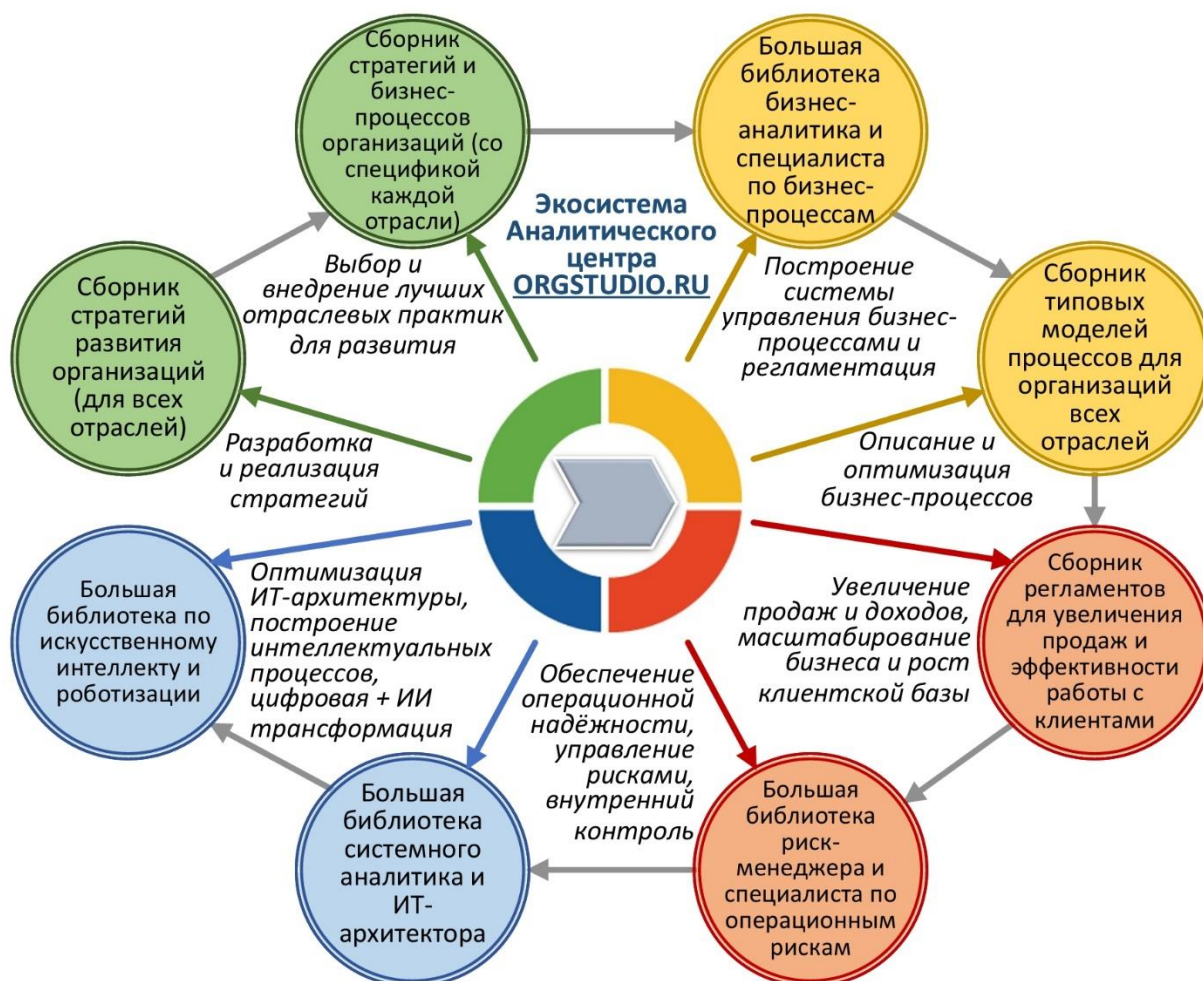 Сборник
стратегий и
бизнес-
процессов
организаций (со
спецификой
каждой
отрасли)
Большая
библиотека
бизнес-
аналитика и
специалиста
по бизнес-
процессам
Экосистема
Аналитического
центра
ORGSTUDIO.RU
Сборник
стратегий
развития
организаций
(для всех
отраслей)
Выбор и
внедрение лучших
отраслевых практик
для развития
Построение
системы
управления бизнес-
процессами и
регламентация
Сборник
типовых
моделей
процессов для
организаций
всех
отраслей
Разработка
и реализация
стратегий
Описание и
оптимизация
бизнес-процессов
Большая
библиотека по
искусственному
интеллекту и
роботизации
Оптимизация
ИТ-архитектуры,
построение
интеллектуальных
процессов,
цифровая + ИИ
трансформация
Увеличение
продаж и доходов,
масштабирование
бизнеса и рост
клиентской базы
Сборник
регламентов
для увеличения
продаж и
эффективности
работы с
клиентами
Обеспечение
операционной
надёжности,
управление
рисками,
внутренний
контроль
Большая
библиотека
системного
аналитика и
ИТ-
архитектора
Большая
библиотека
риск-
менеджера и
специалиста по
операционным
рискам